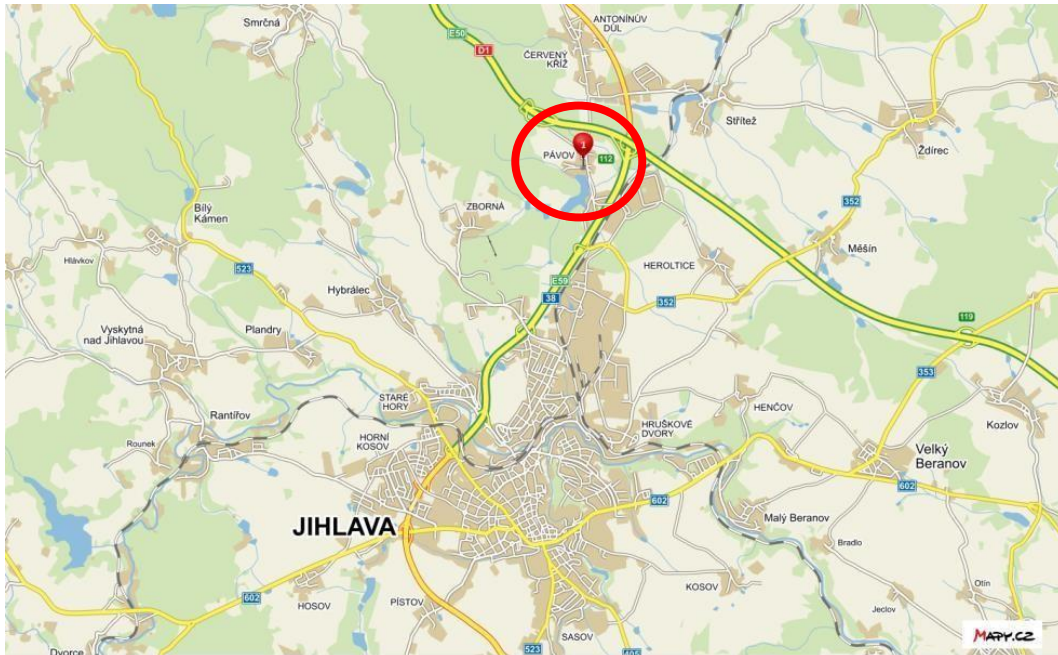 Smrčná
ANTONÍNŮV
DŮL
E50
D1
ČERVENÝ
KŘÍŽ
Střítež
Ždírec
1
PÁVOV
112
352
Bílý
Kámen
ZBORNÁ
Měšín
Hlávkov
523
HEROLTICE
E59
Hybrálec
38
352
Vyskytná
nad Jihlavou
Plandry
119
353
STARÉ
HORY
HENČOV
Rantířov
HRUŠKOVÉ
DVORY
Kozlov
Rounek
HORNÍ
KOSOV
Velký
Beranov
602
602
JIHLAVA
Malý Beranov
Bradlo
KOSOV
Otín
602
HOSOV
PÍSTOV
Jeclov
SASOV
MAPY.CZ
Dvorce
523
405